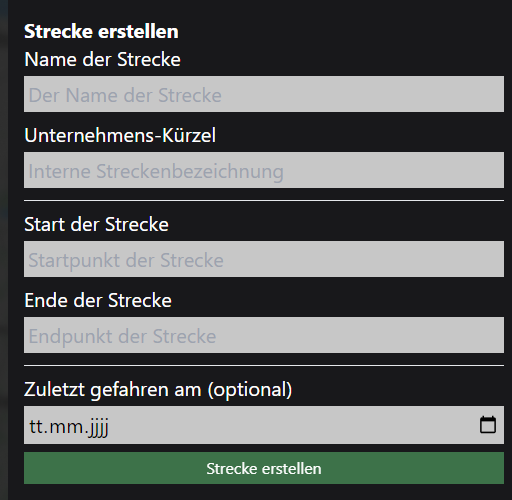 Strecke erstellen
Name der Strecke
Der Name der Strecke
Unternehmens-Kürzel
Interne Streckenbezeichnung
Start der Strecke
Startpunkt der Strecke
Ende der Strecke
Endpunkt der Strecke
Zuletzt gefahren am (optional)
tt.mm.jjjj
Strecke erstellen